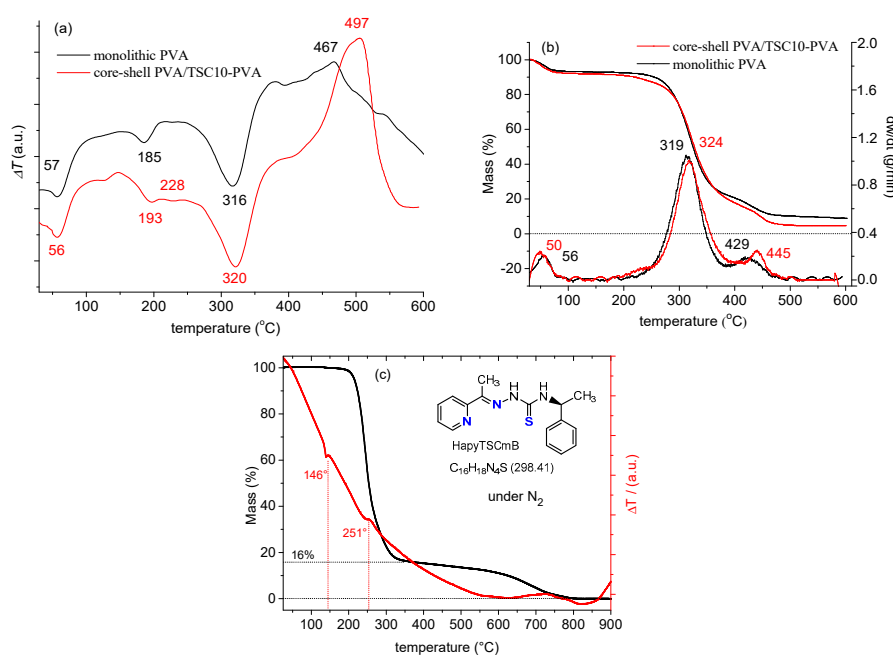 (a)
monolithic PVA
core-shell PVA/TSC10-PVA
497
467
57
185
228
193
316
56
320
ΔT (a.u.)
100 200 300 400 500 600
temperature (°C)
(b)
core-shell PVA/TSC10-PVA
monolithic PVA
319
324
50
56
429
445
100
80
60
40
20
0
-20
Mass (%)
2.0
1.6
1.2
0.8
0.4
0.0
dw/dt (g/min)
100 200 300 400 500 600
temperature (°C)
(c)
CH₃
H
N
H
N
CH₃
N
N
S
HapyTSCmB
C₁₆H₁₈N₄S (298.41)
under N₂
146°
251°
16%
100
80
60
40
20
0
Mass (%)
ΔT / (a.u.)
100 200 300 400 500 600 700 800 900
temperature (°C)